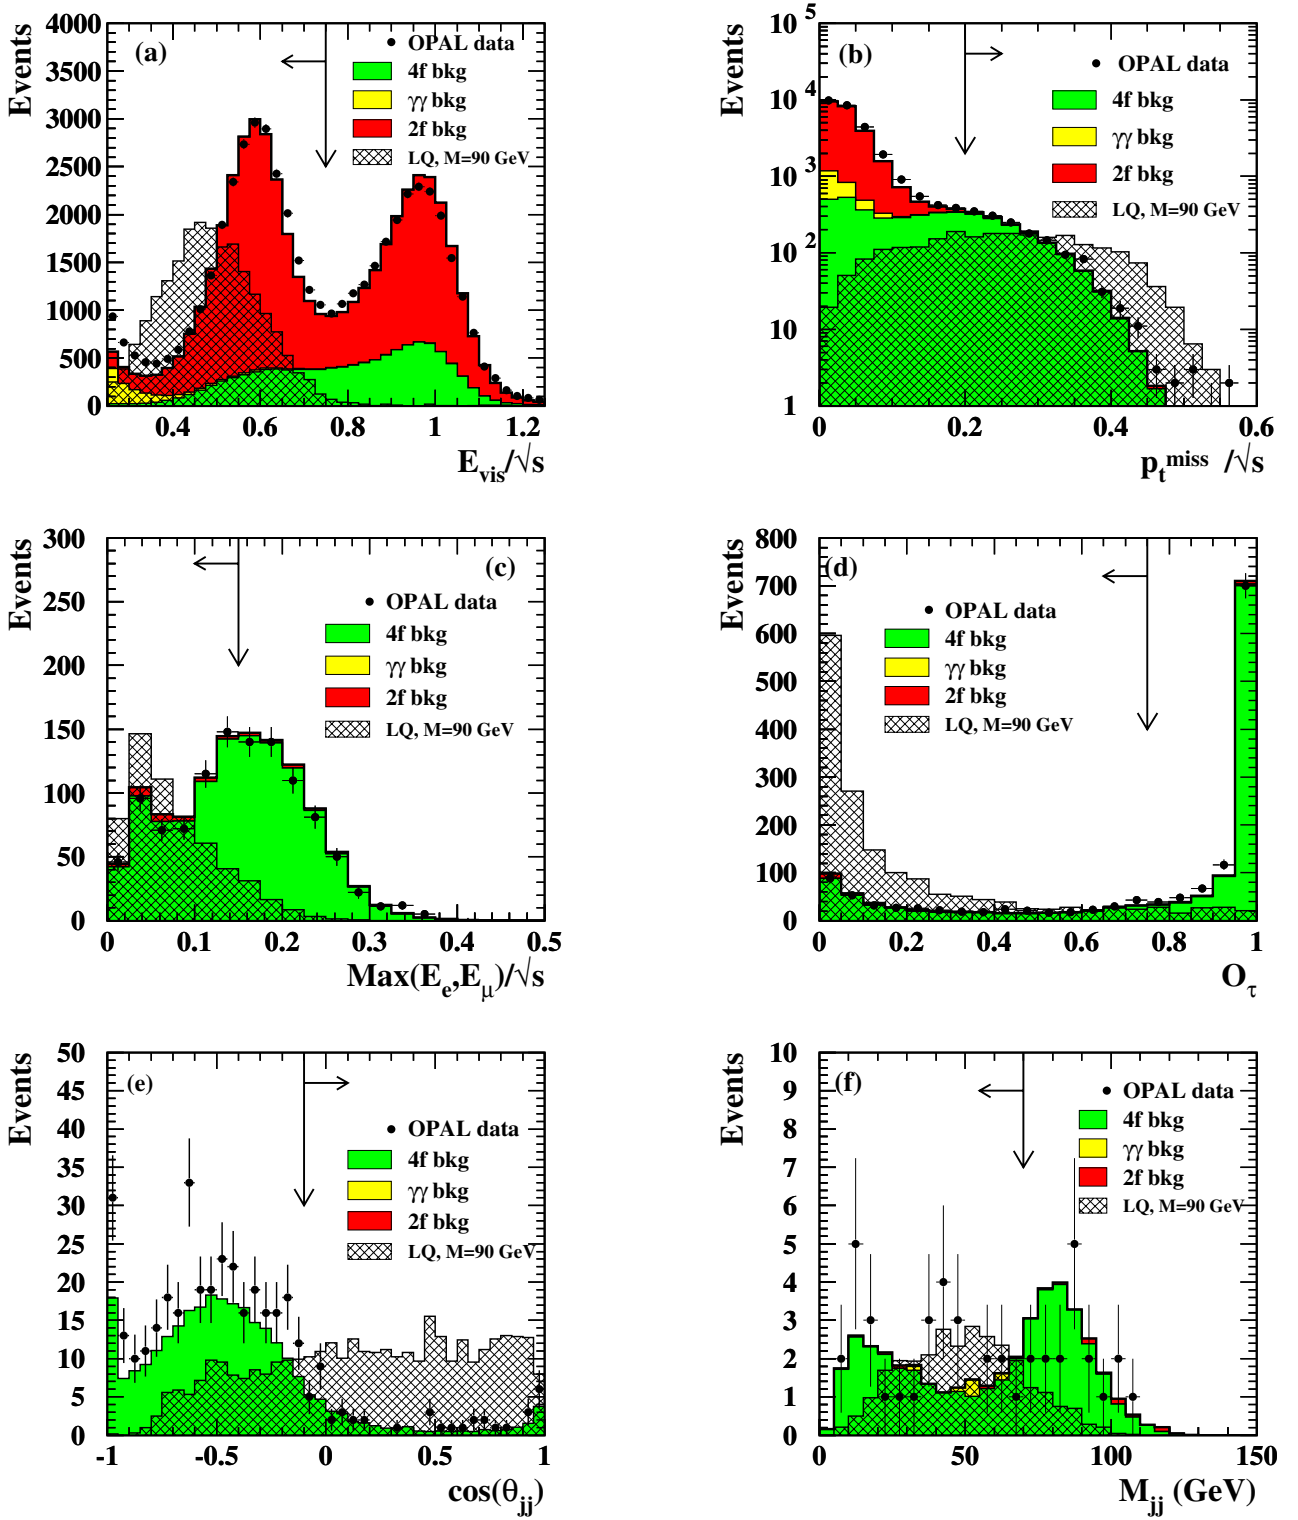 Events
4000
3500
3000
2500
2000
1500
1000
500
0
(a)
OPAL data
4f bkg
γγ bkg
2f bkg
LQ, M=90 GeV
0.4 0.6 0.8 1 1.2
E_vis/√s
Events
10^5
10^4
10^3
10^2
10
1
(b)
OPAL data
4f bkg
γγ bkg
2f bkg
LQ, M=90 GeV
0 0.2 0.4 0.6
p_t^miss /√s
Events
300
250
200
150
100
50
0
(c)
OPAL data
4f bkg
γγ bkg
2f bkg
LQ, M=90 GeV
0 0.1 0.2 0.3 0.4 0.5
Max(E_e,E_μ)/√s
Events
800
700
600
500
400
300
200
100
0
(d)
OPAL data
4f bkg
γγ bkg
2f bkg
LQ, M=90 GeV
0 0.2 0.4 0.6 0.8 1
O_τ
Events
50
45
40
35
30
25
20
15
10
5
0
(e)
OPAL data
4f bkg
γγ bkg
2f bkg
LQ, M=90 GeV
-1 -0.5 0 0.5 1
cos(θ_jj)
Events
10
9
8
7
6
5
4
3
2
1
0
(f)
OPAL data
4f bkg
γγ bkg
2f bkg
LQ, M=90 GeV
0 50 100 150
M_jj (GeV)